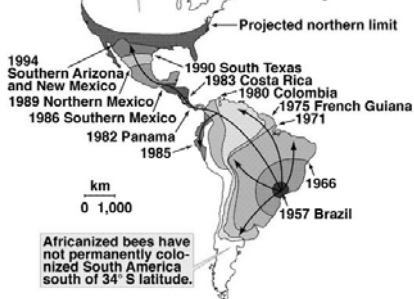 Projected northern limit
1994
Southern Arizona
and New Mexico
1990 South Texas
1983 Costa Rica
1989 Northern Mexico
1980 Colombia
1986 Southern Mexico
1975 French Guiana
1971
1982 Panama
1985
1966
km
0 1,000
1957 Brazil
Africanized bees have
not permanently colo-
nized South America
south of 34° S latitude.